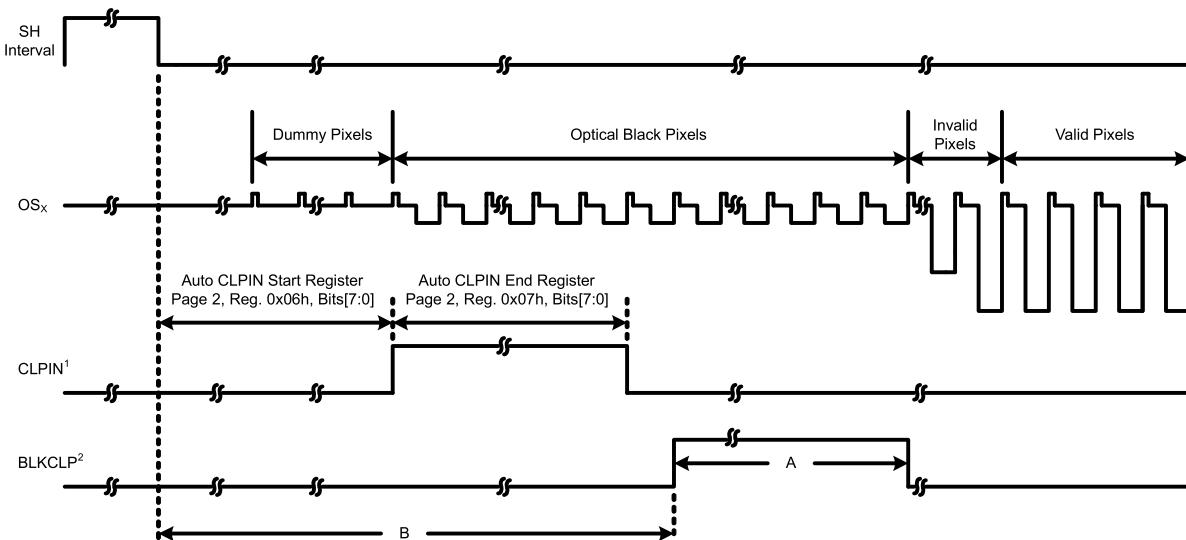 SH
Interval
Dummy Pixels
Optical Black Pixels
Invalid
Pixels
Valid Pixels
OSX
Auto CLPIN Start Register
Page 2, Reg. 0x06h, Bits[7:0]
Auto CLPIN End Register
Page 2, Reg. 0x07h, Bits[7:0]
CLPIN1
BLKCLP2
A
B